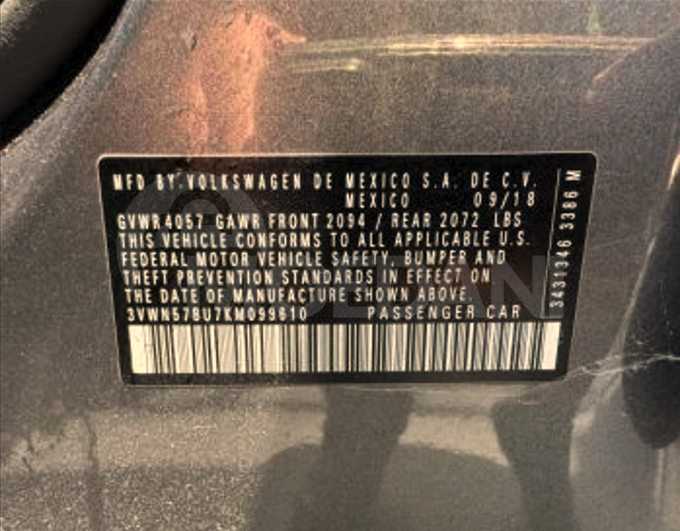 MFD BY VOLKSWAGEN DE MEXICO S.A. DE C.V.
MEXICO 09/18
GVWR 4057 GAWR FRONT 2094 / REAR 2072 LBS
THIS VEHICLE CONFORMS TO ALL APPLICABLE U.S.
FEDERAL MOTOR VEHICLE SAFETY, BUMPER AND
THEFT PREVENTION STANDARDS IN EFFECT ON
THE DATE OF MANUFACTURE SHOWN ABOVE.
3VWN57BU7KM099610 PASSENGER CAR
3431346 3386 M